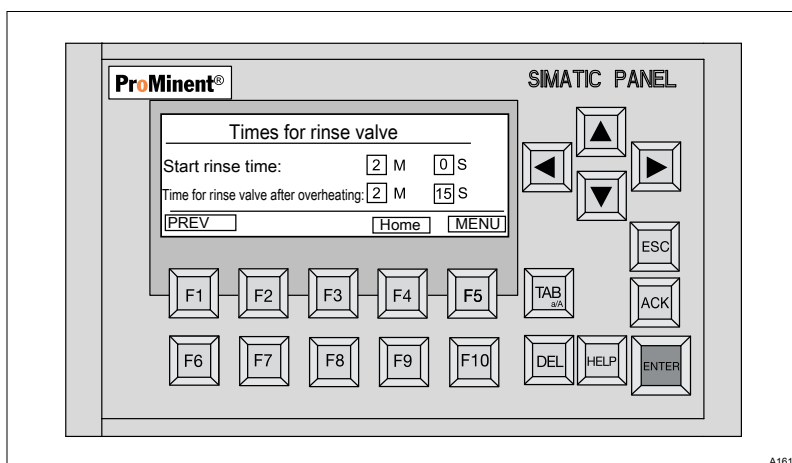 ProMinent®
SIMATIC PANEL
Times for rinse valve
Start rinse time: 2 M 0 S
Time for rinse valve after overheating: 2 M 15 S
PREV Home MENU
ESC
F1 F2 F3 F4 F5 TAB a/A ACK
F6 F7 F8 F9 F10 DEL HELP ENTER
A161